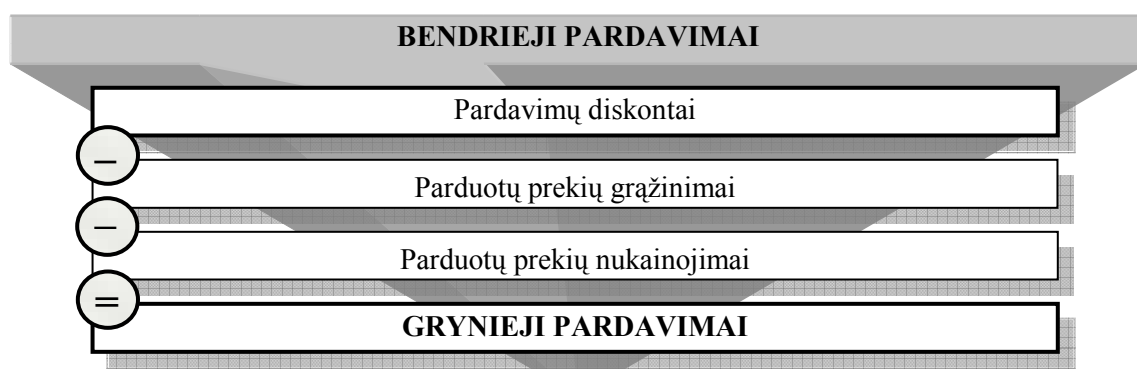 BENDRIEJI PARDAVIMAI
Pardavimų diskontai
–
Parduotų prekių grąžinimai
–
Parduotų prekių nukainojimai
=
GRYNIEJI PARDAVIMAI